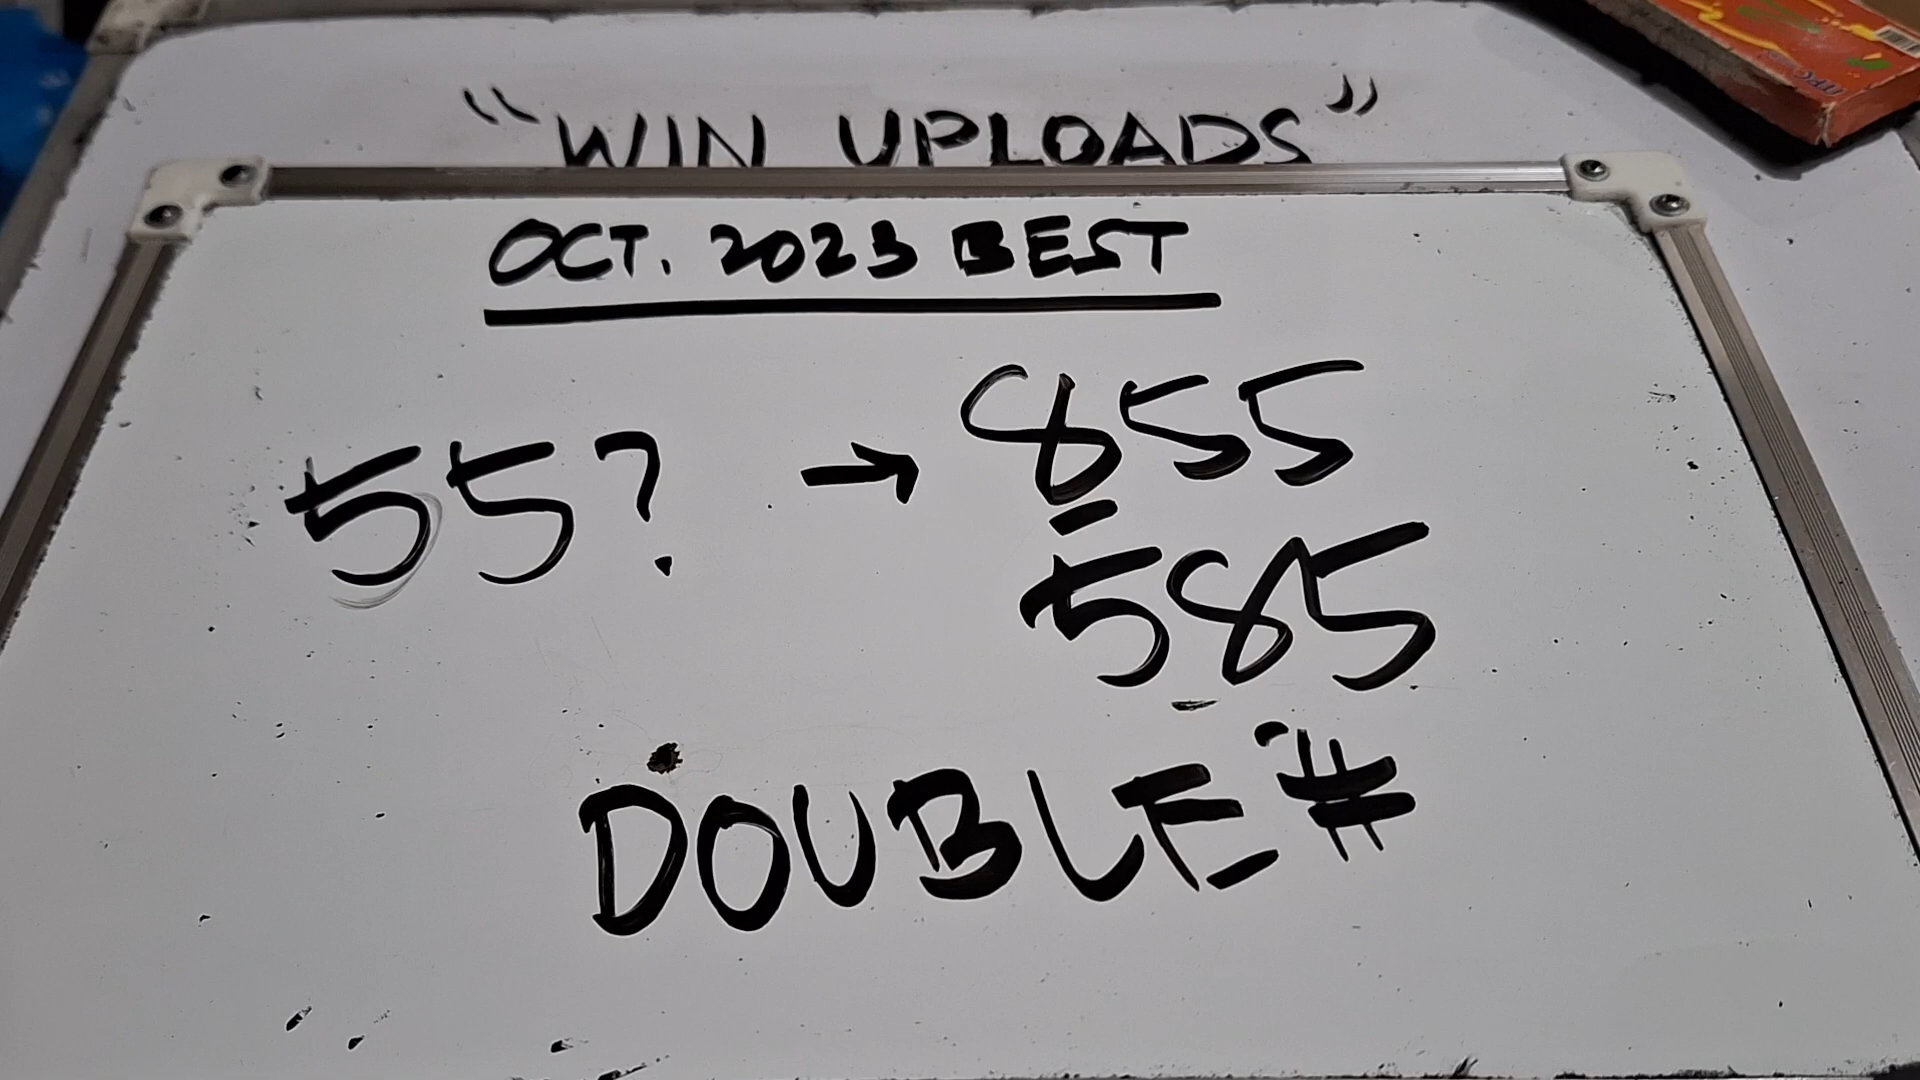 "WIN UPLOADS"
OCT. 2023 BEST
55? → 855
585
DOUBLE #